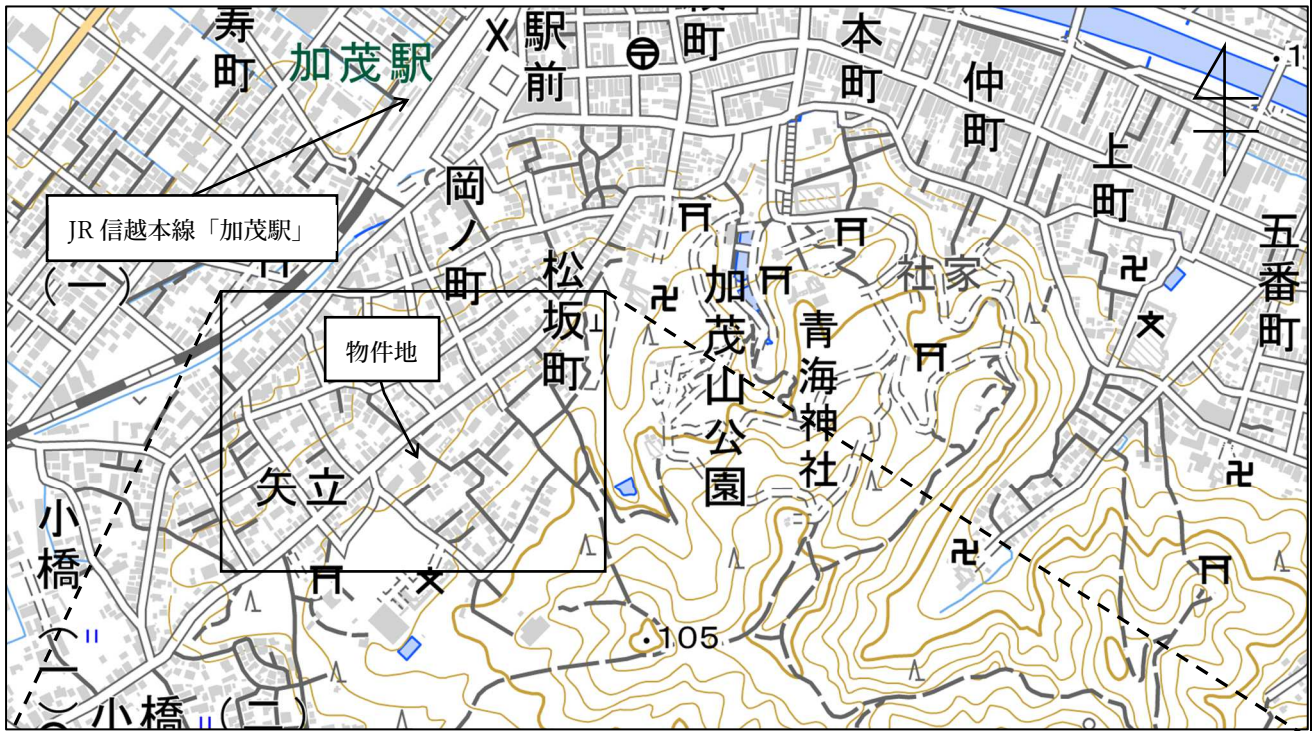 寿町
加茂駅
駅前
町
本町
仲町
上町
五番町
JR信越本線「加茂駅」
(一)
岡ノ町
松坂町
物件地
加茂山公園
青海神社
社家
矢立
小橋(一)
小橋(二)
・105